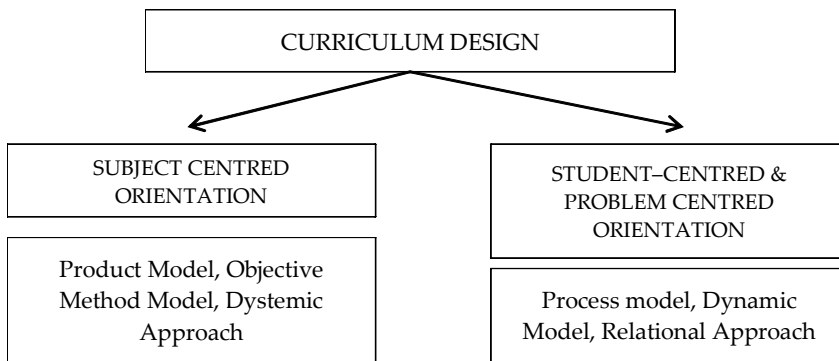 CURRICULUM DESIGN
SUBJECT CENTRED
ORIENTATION
Product Model, Objective
Method Model, Dystemic
Approach
STUDENT–CENTRED &
PROBLEM CENTRED
ORIENTATION
Process model, Dynamic
Model, Relational Approach